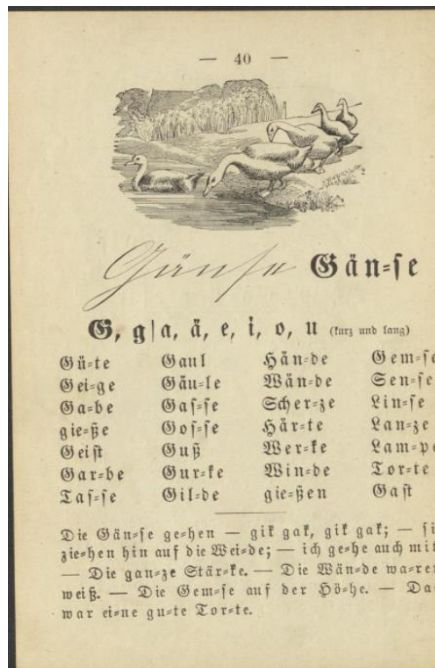 — 40 —
Gänse Gän⸗se
G, g|a, ä, e, i, o, u (kurz und lang)
Gü⸗te Gaul Hän⸗de Gem⸗se
Gei⸗ge Gäu⸗le Wän⸗de Sen⸗se
Ga⸗be Gas⸗se Scher⸗ze Lin⸗se
gie⸗ße Gos⸗se Här⸗te Lan⸗ze
Geist Guß Wer⸗ke Lam⸗pe
Gar⸗be Gur⸗ke Win⸗de Tor⸗te
Tas⸗se Gil⸗de gie⸗ßen Gast
Die Gän⸗se ge⸗hen — gik gak, gik gak; —
zie⸗hen hin auf die Wei⸗de; — ich ge⸗he auch mit
— Die gan⸗ze Stär⸗ke. — Die Wän⸗de wa⸗ren
weiß. — Die Gem⸗se auf der Hö⸗he. —
war ei⸗ne gu⸗te Tor⸗te.